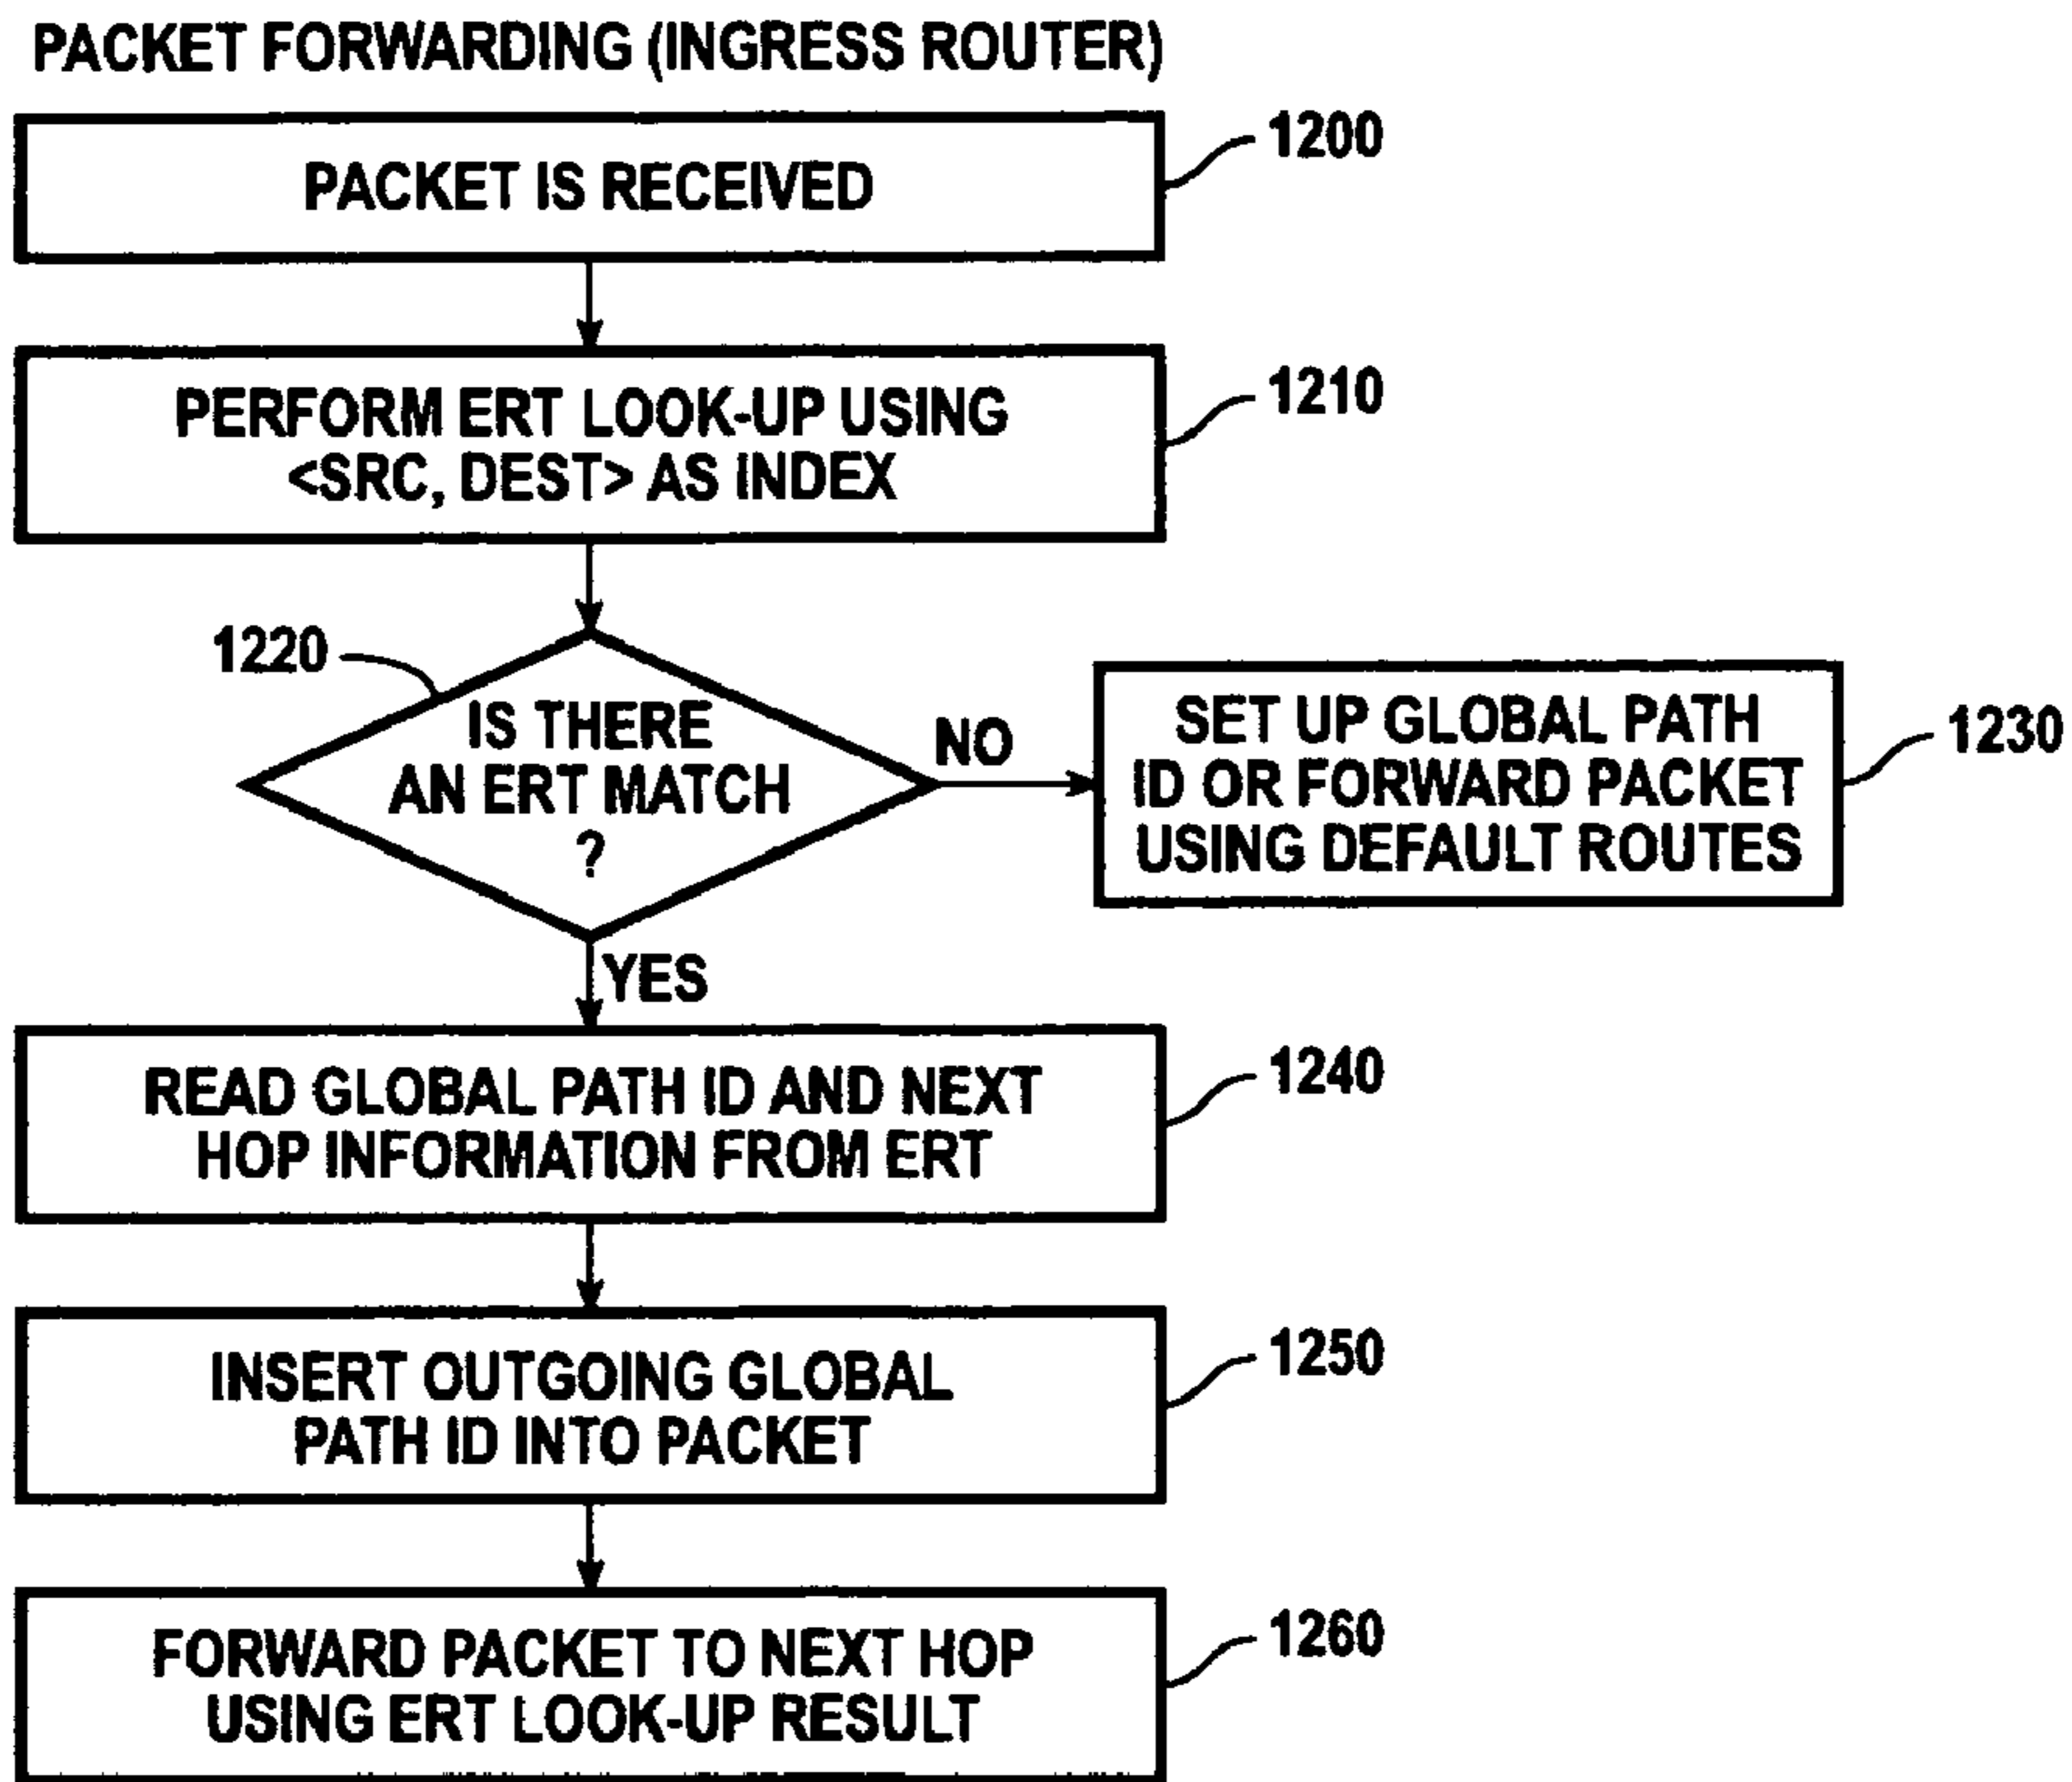 PACKET FORWARDING (INGRESS ROUTER)
PACKET IS RECEIVED
1200
PERFORM ERT LOOK-UP USING
<SRC, DEST> AS INDEX
1210
1220
IS THERE
AN ERT MATCH
?
NO
SET UP GLOBAL PATH
ID OR FORWARD PACKET
USING DEFAULT ROUTES
1230
YES
READ GLOBAL PATH ID AND NEXT
HOP INFORMATION FROM ERT
1240
INSERT OUTGOING GLOBAL
PATH ID INTO PACKET
1250
FORWARD PACKET TO NEXT HOP
USING ERT LOOK-UP RESULT
1260